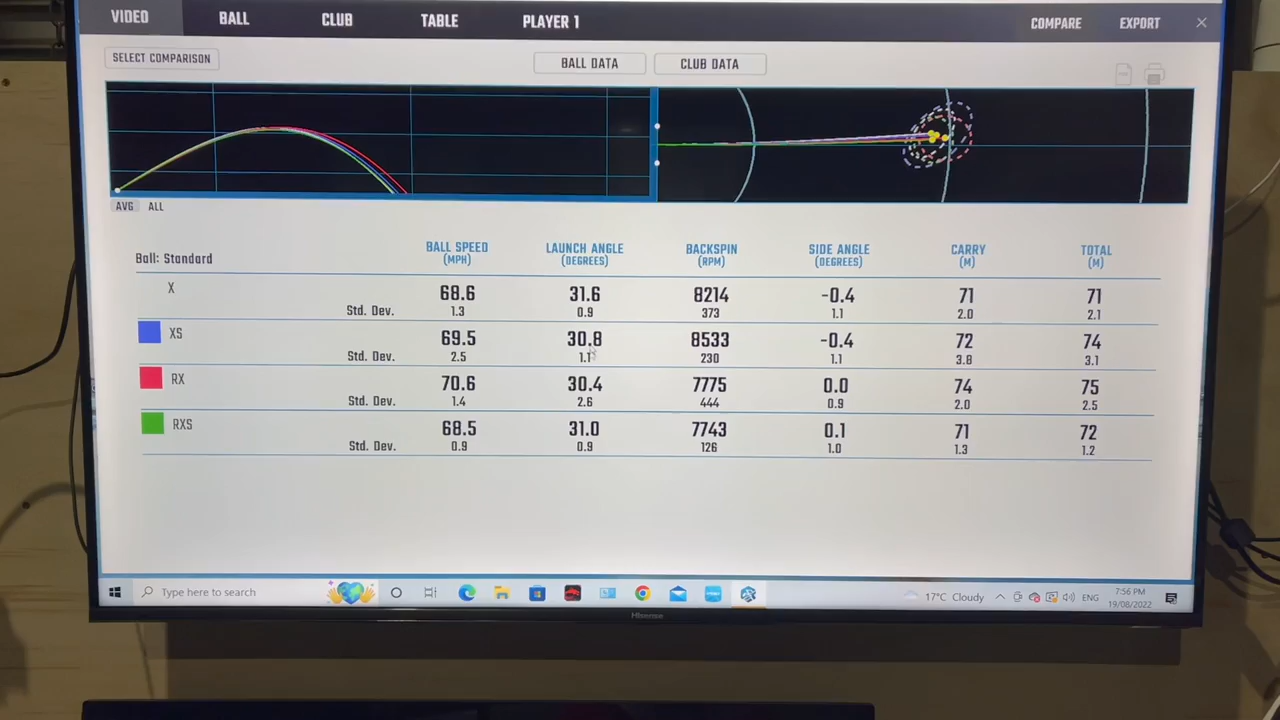 VIDEO BALL CLUB TABLE PLAYER 1 COMPARE EXPORT
SELECT COMPARISON BALL DATA CLUB DATA
AVG ALL
Ball: Standard BALL SPEED LAUNCH ANGLE BACKSPIN SIDE ANGLE CARRY TOTAL
(MPH) (DEGREES) (RPM) (DEGREES) (M) (M)
X 68.6 31.6 8214 -0.4 71 71
Std. Dev. 1.3 0.9 373 1.1 2.0 2.1
XS 69.5 30.8 8533 -0.4 72 74
Std. Dev. 2.5 1.1 230 1.1 3.8 3.1
RX 70.6 30.4 7775 0.0 74 75
Std. Dev. 1.4 2.6 444 0.9 2.0 2.5
RXS 68.5 31.0 7743 0.1 71 72
Std. Dev. 0.9 0.9 126 1.0 1.3 1.2
Type here to search 17°C Cloudy ENG 7:56 PM
19/08/2022
Hisense